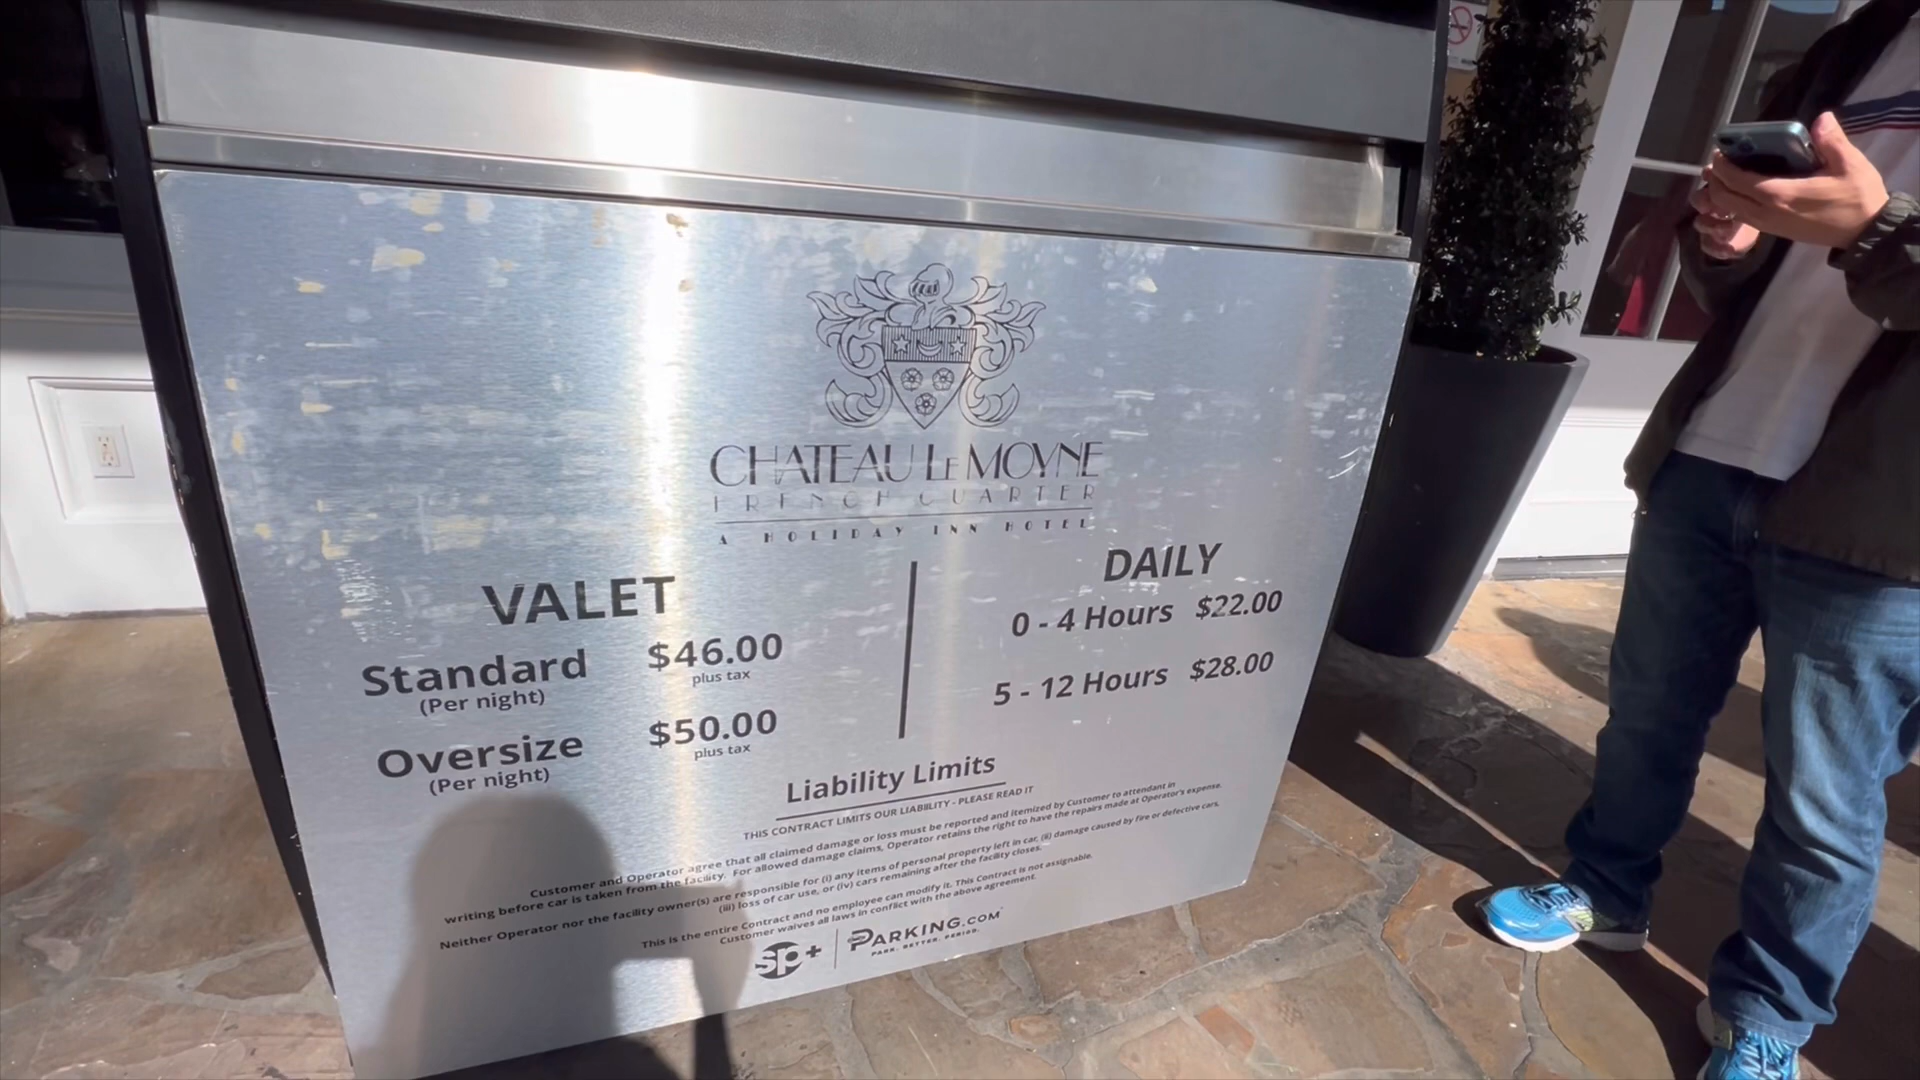 CHATEAU LE MOYNE
FRENCH QUARTER
A HOLIDAY INN HOTEL
VALET
Standard $46.00
(Per night) plus tax
Oversize $50.00
(Per night) plus tax
DAILY
0 - 4 Hours $22.00
5 - 12 Hours $28.00
Liability Limits
THIS CONTRACT LIMITS OUR LIABILITY - PLEASE READ IT
Customer and Operator agree that all claimed damage or loss must be reported and itemized by Customer to attendant in
writing before car is taken from the facility. For allowed damage claims, Operator retains the right to have the repairs made at Operator's expense.
Neither Operator nor the facility owner(s) are responsible for (i) any items of personal property left in car, (ii) damage caused by fire or defective cars,
(iii) loss of car use, or (iv) cars remaining after the facility closes.
This is the entire Contract and no employee can modify it. This Contract is not assignable.
Customer waives all laws in conflict with the above agreement.
sp+ PARKING.COM
PARK. BETTER. PERIOD.